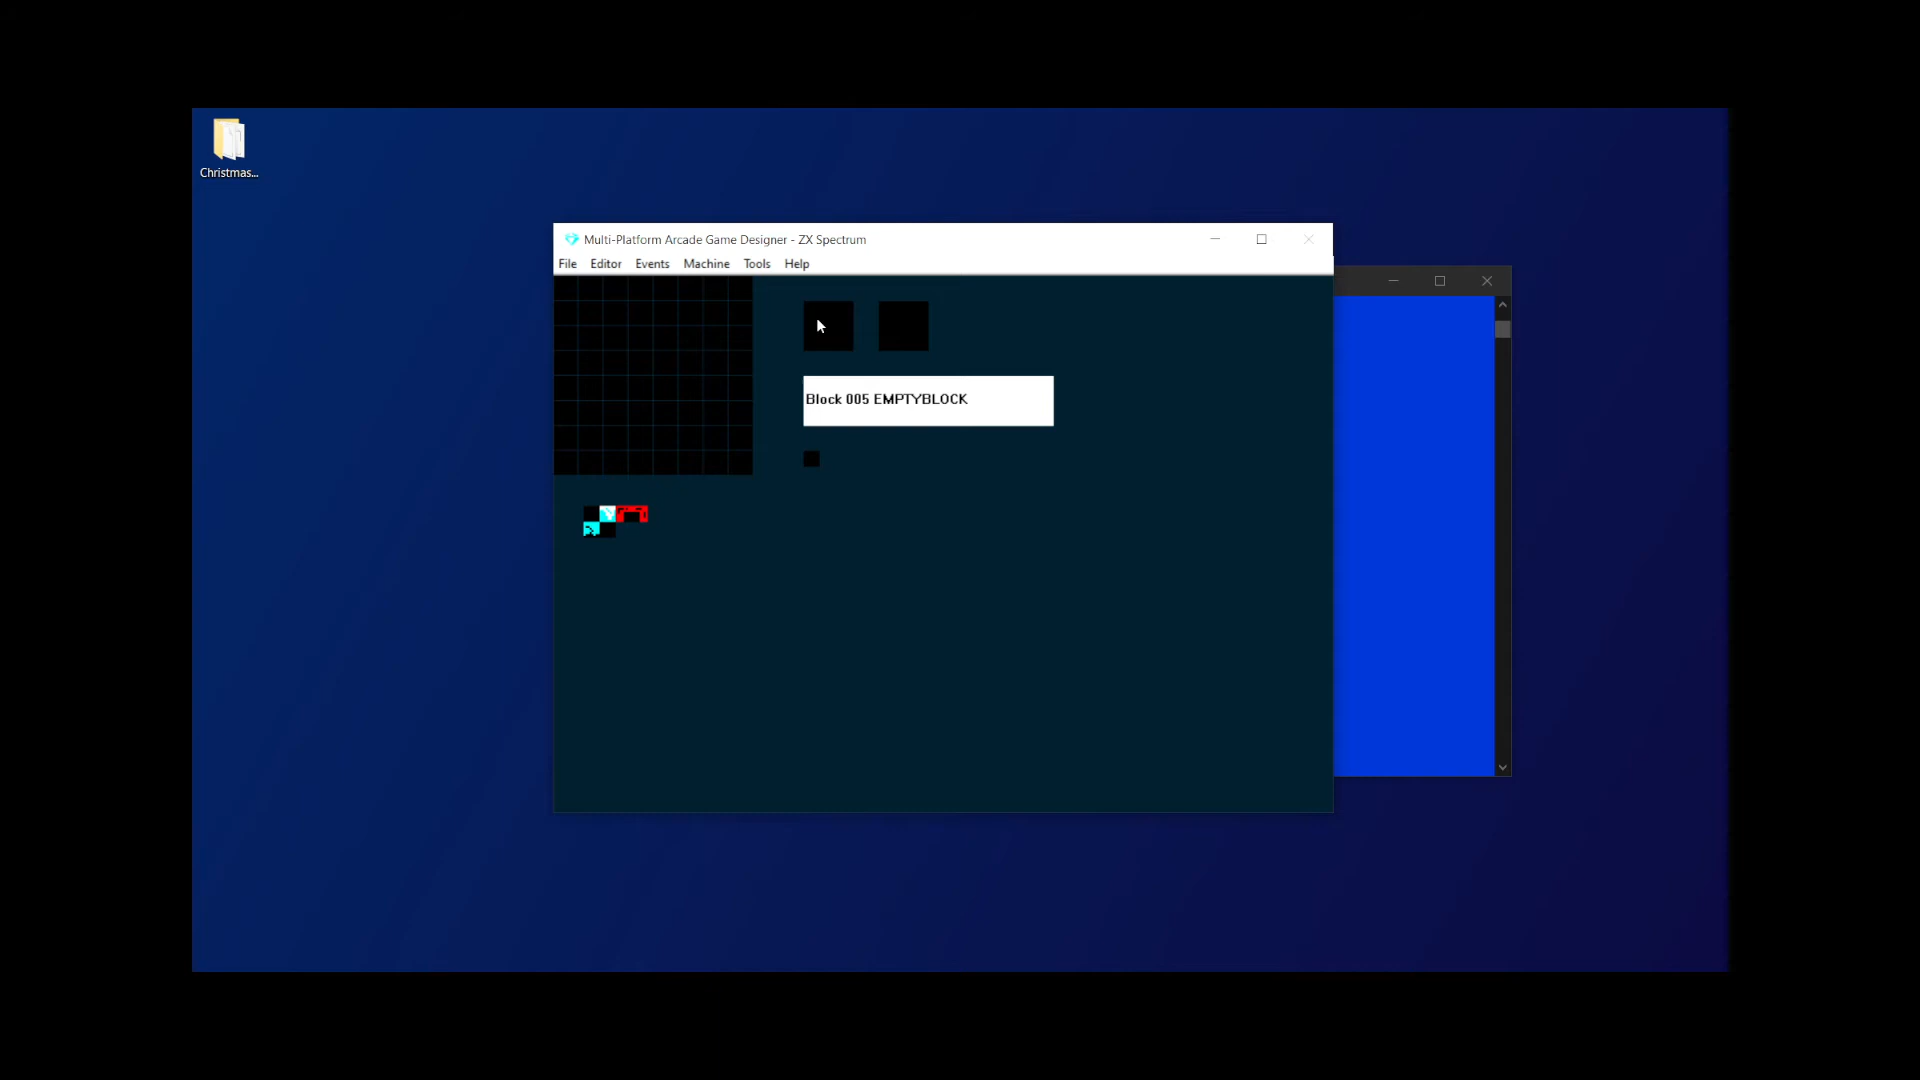 Christmas...
Multi-Platform Arcade Game Designer - ZX Spectrum
File Editor Events Machine Tools Help
Block 005 EMPTYBLOCK